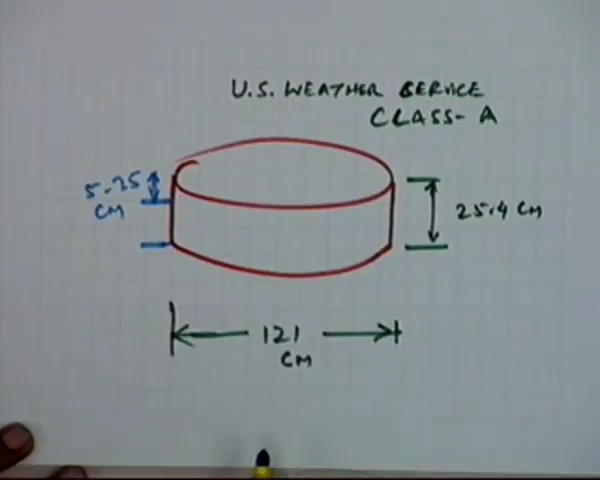 U.S. WEATHER SERVICE
CLASS-A
5.25
CM
25.4 CM
121
CM